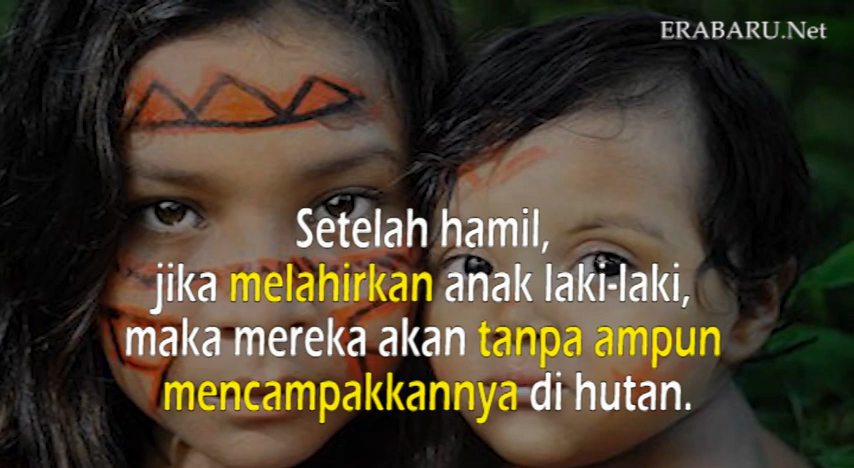 ERABARU.Net
Setelah hamil,
jika melahirkan anak laki-laki,
maka mereka akan tanpa ampun
mencampakkannya di hutan.